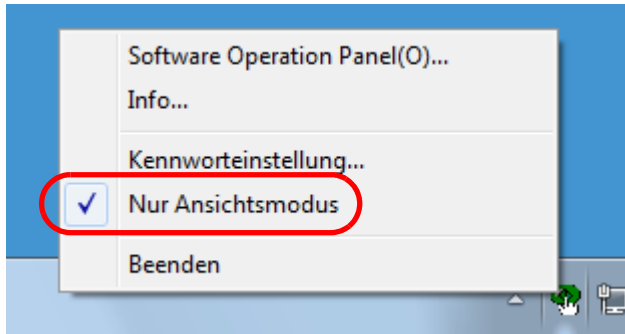 Software Operation Panel(O)...
Info...
Kennworteinstellung...
Nur Ansichtsmodus
Beenden